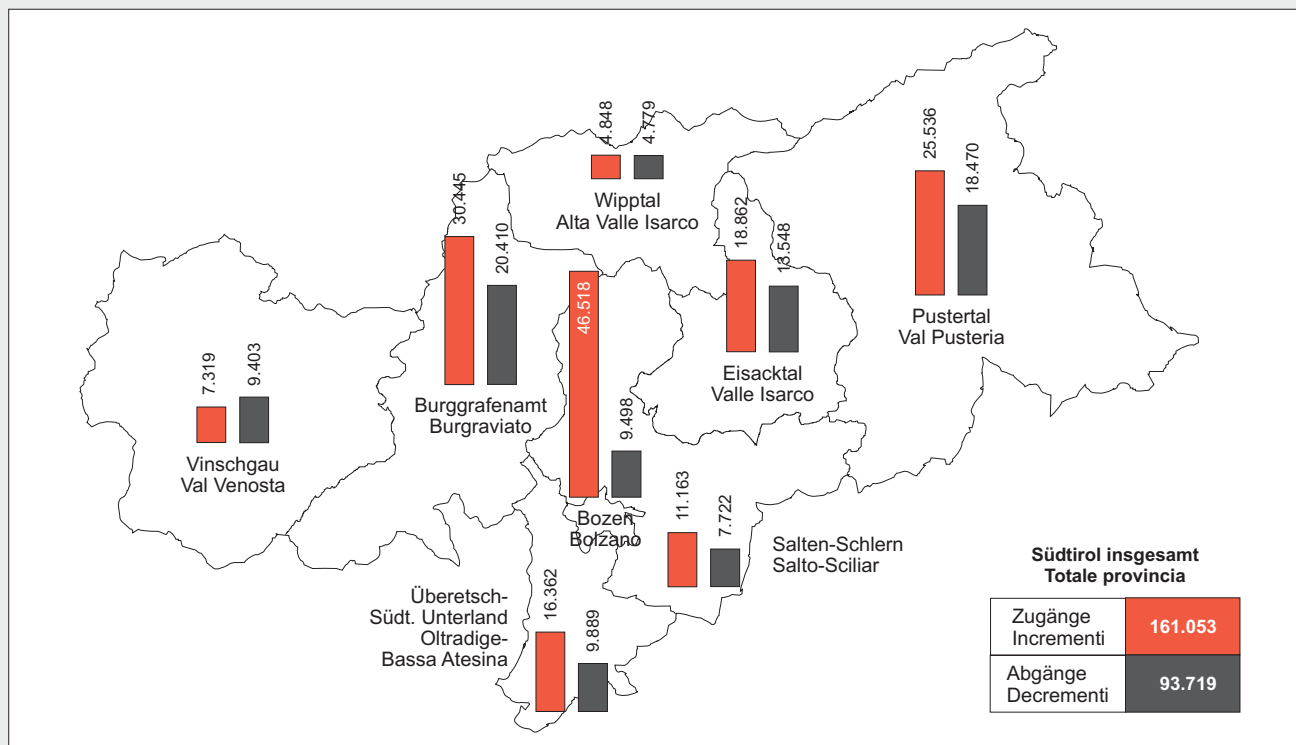 4.848
4.779
Wipptal
Alta Valle Isarco
25.536
18.470
Pustertal
Val Pusteria
30.445
20.410
Burggrafenamt
Burgraviato
18.862
13.548
Eisacktal
Valle Isarco
7.319
9.403
Vinschgau
Val Venosta
46.518
9.498
Bozen
Bolzano
11.163
7.722
Salten-Schlern
Salto-Sciliar
Überetsch-
Südt. Unterland
Oltradige-
Bassa Atesina
16.362
9.889
Südtirol insgesamt
Totale provincia
Zugänge
Incrementi
161.053
Abgänge
Decrementi
93.719